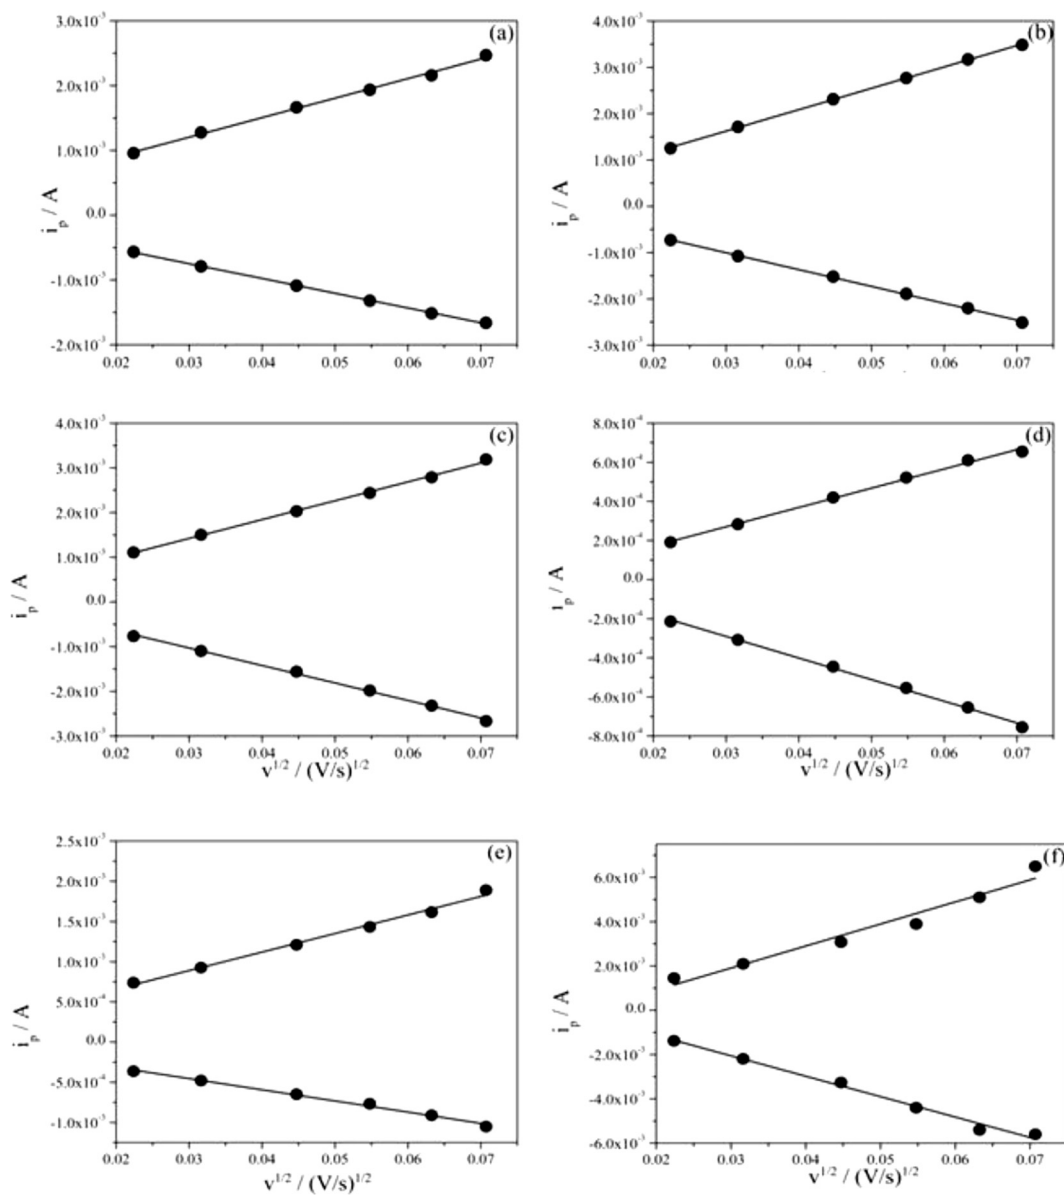 (a)
3.0x10⁻³
2.0x10⁻³
1.0x10⁻³
0.0
-1.0x10⁻³
-2.0x10⁻³
i_p / A
0.02 0.03 0.04 0.05 0.06 0.07
(b)
4.0x10⁻³
3.0x10⁻³
2.0x10⁻³
1.0x10⁻³
0.0
-1.0x10⁻³
-2.0x10⁻³
-3.0x10⁻³
i_p / A
0.02 0.03 0.04 0.05 0.06 0.07
(c)
4.0x10⁻³
3.0x10⁻³
2.0x10⁻³
1.0x10⁻³
0.0
-1.0x10⁻³
-2.0x10⁻³
-3.0x10⁻³
i_p / A
0.02 0.03 0.04 0.05 0.06 0.07
v^1/2 / (V/s)^1/2
(d)
8.0x10⁻⁴
6.0x10⁻⁴
4.0x10⁻⁴
2.0x10⁻⁴
0.0
-2.0x10⁻⁴
-4.0x10⁻⁴
-6.0x10⁻⁴
-8.0x10⁻⁴
i_p / A
0.02 0.03 0.04 0.05 0.06 0.07
v^1/2 / (V/s)^1/2
(e)
2.5x10⁻³
2.0x10⁻³
1.5x10⁻³
1.0x10⁻³
5.0x10⁻⁴
0.0
-5.0x10⁻⁴
-1.0x10⁻³
i_p / A
0.02 0.03 0.04 0.05 0.06 0.07
v^1/2 / (V/s)^1/2
(f)
6.0x10⁻³
4.0x10⁻³
2.0x10⁻³
0.0
-2.0x10⁻³
-4.0x10⁻³
-6.0x10⁻³
i_p / A
0.02 0.03 0.04 0.05 0.06 0.07
v^1/2 / (V/s)^1/2